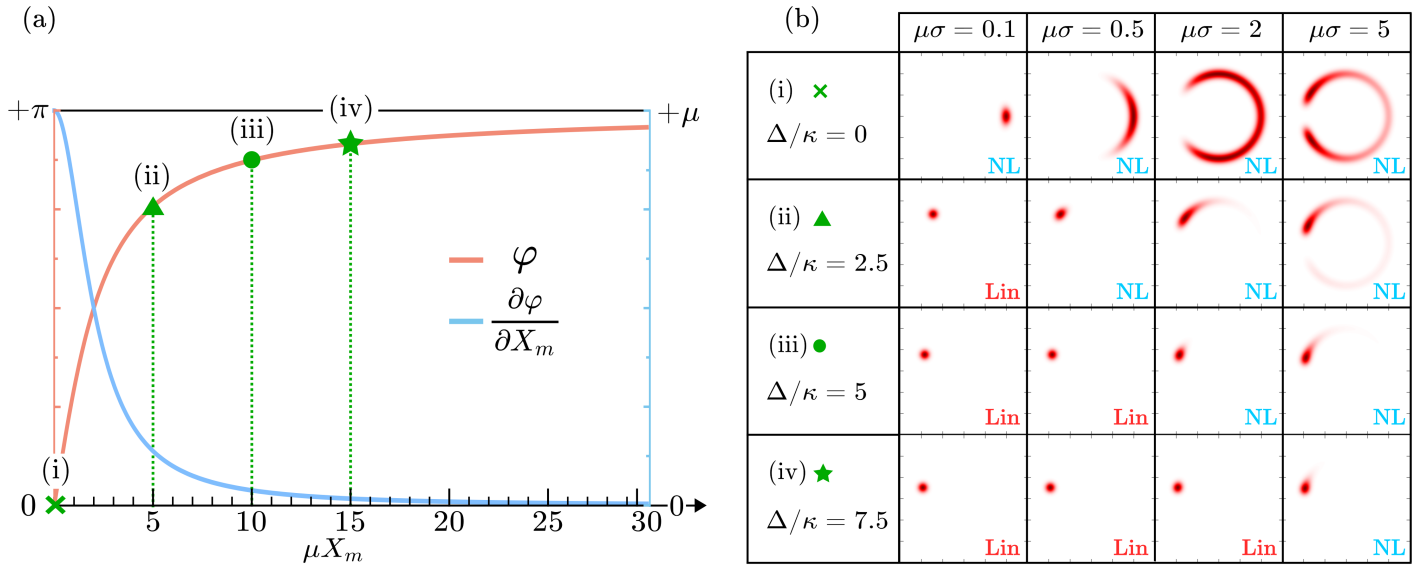 (a)
+π
+μ
(i)
(ii)
(iii)
(iv)
φ
∂φ
∂X_m
0
5
10
15
20
25
30
0
μX_m
(b)
μσ = 0.1
μσ = 0.5
μσ = 2
μσ = 5
(i)
Δ/κ = 0
NL
NL
NL
NL
(ii)
Δ/κ = 2.5
Lin
NL
NL
NL
(iii)
Δ/κ = 5
Lin
Lin
NL
NL
(iv)
Δ/κ = 7.5
Lin
Lin
Lin
NL